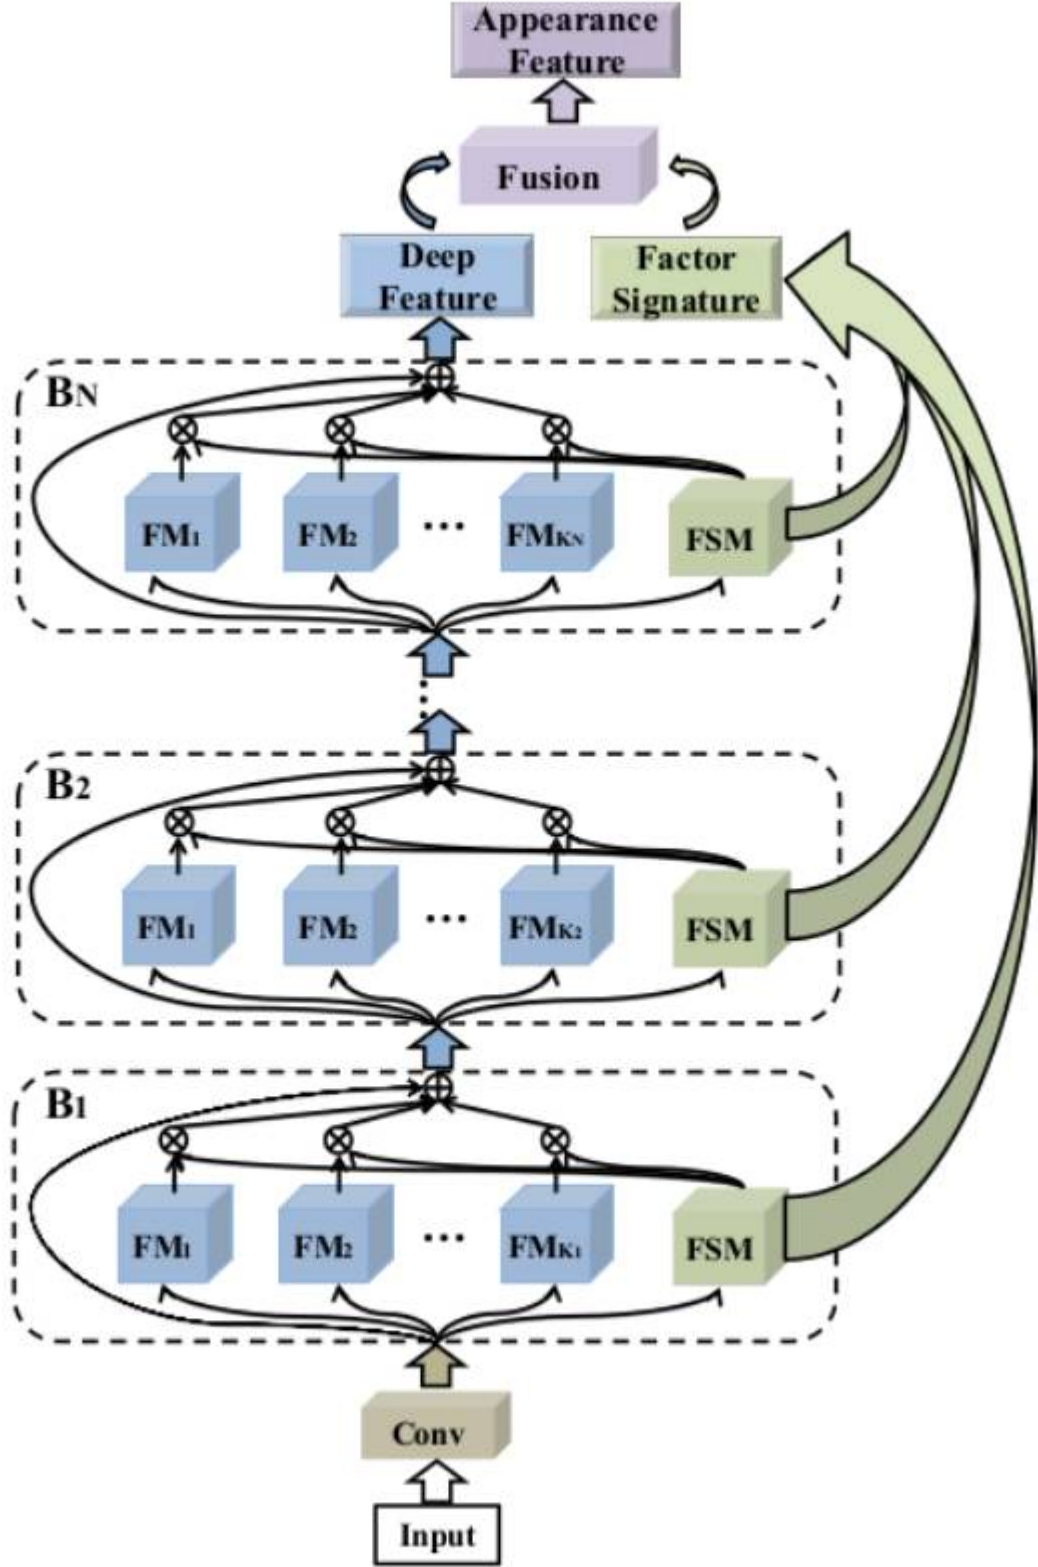 Appearance
Feature
Fusion
Deep
Feature
Factor
Signature
BN
FM1 FM2 ... FMKN FSM
B2
FM1 FM2 ... FMK2 FSM
B1
FM1 FM2 ... FMK1 FSM
Conv
Input